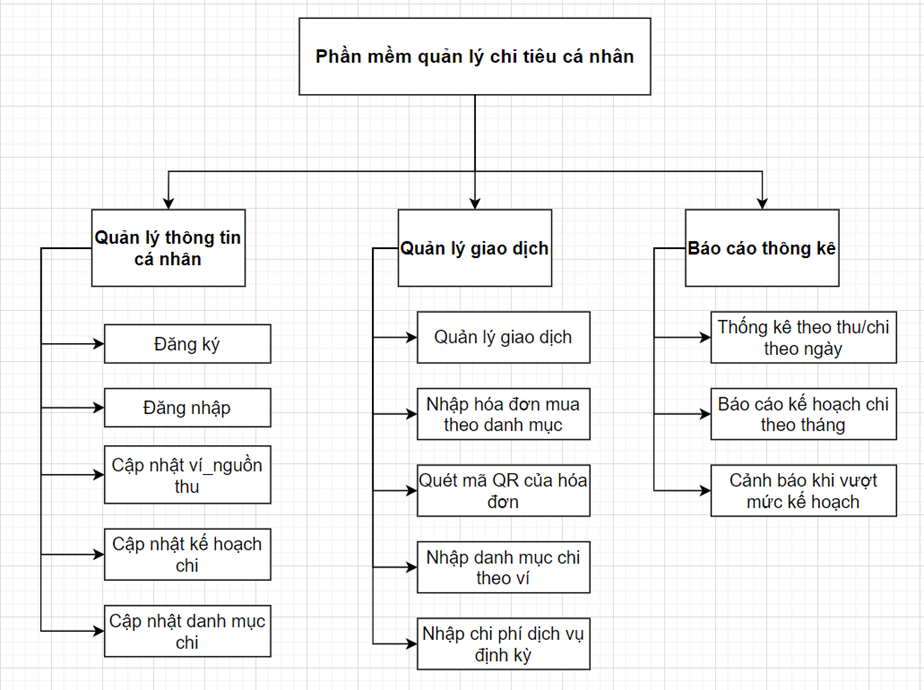 Phần mềm quản lý chi tiêu cá nhân
Quản lý thông tin
cá nhân
Đăng ký
Đăng nhập
Cập nhật ví_nguồn
thu
Cập nhật kế hoạch
chi
Cập nhật danh mục
chi
Quản lý giao dịch
Quản lý giao dịch
Nhập hóa đơn mua
theo danh mục
Quét mã QR của hóa
đơn
Nhập danh mục chi
theo ví
Nhập chi phí dịch vụ
định kỳ
Báo cáo thông kê
Thống kê theo thu/chi
theo ngày
Báo cáo kế hoạch chi
theo tháng
Cảnh báo khi vượt
mức kế hoạch